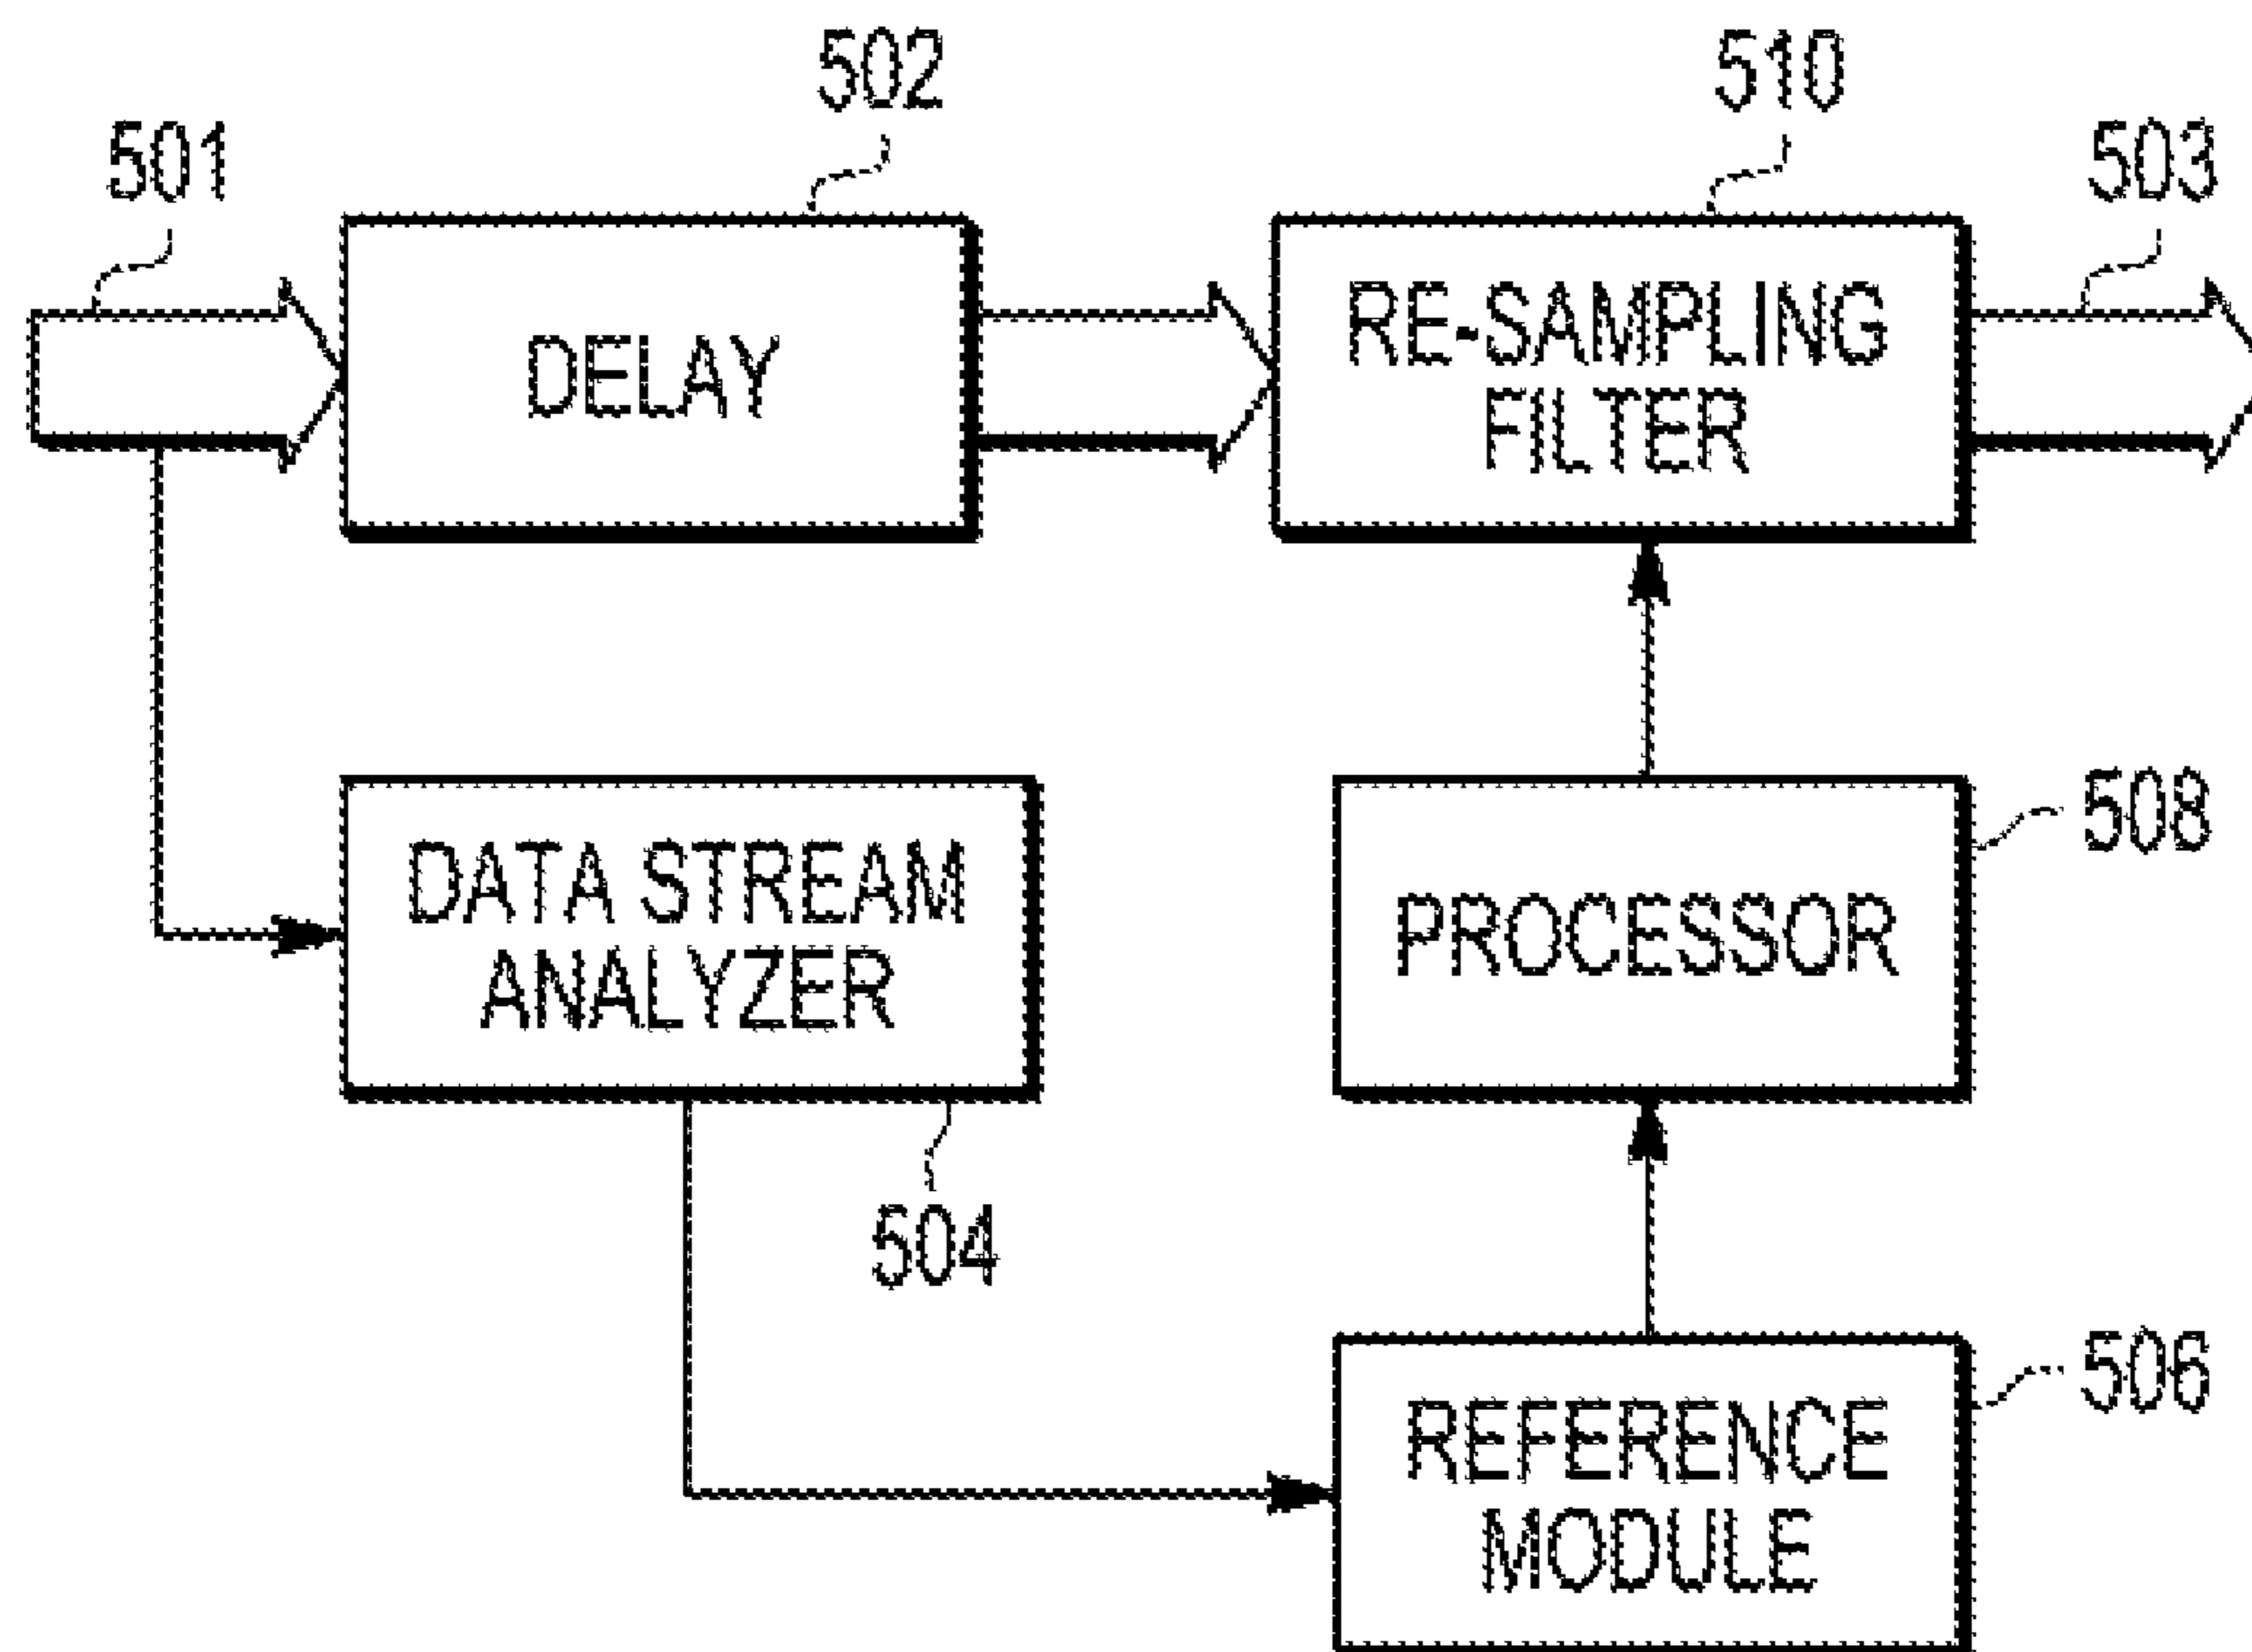 502
510
501
503
DELAY
RE-SAMPLING
FILTER
508
DATA STREAM
ANALYZER
PROCESSOR
504
506
REFERENCE
MODULE